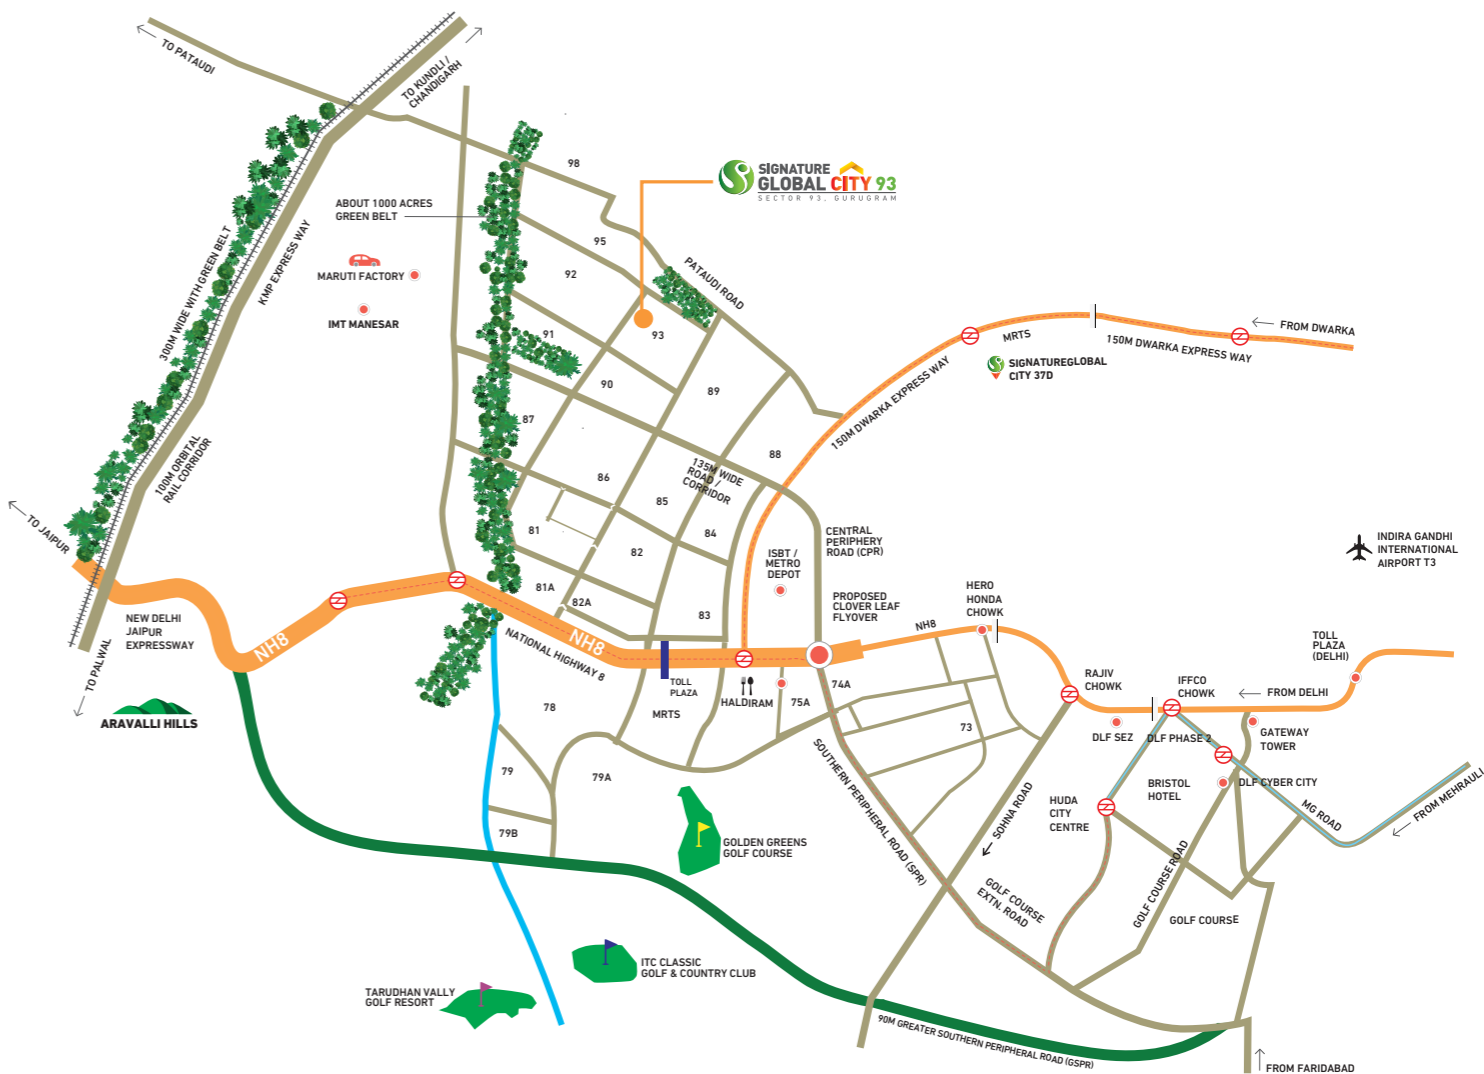 TO PATAUDI
TO KUNDLI /
CHANDIGARH
SIGNATURE
GLOBAL CITY 93
SECTOR 93, GURUGRAM
98
ABOUT 1000 ACRES
GREEN BELT
95
92
PATAUDI ROAD
300M WIDE WITH GREEN BELT
KMP EXPRESS WAY
MARUTI FACTORY
IMT MANESAR
91
93
90
89
87
88
FROM DWARKA
MRTS
150M DWARKA EXPRESS WAY
150M DWARKA EXPRESS WAY
SIGNATUREGLOBAL
CITY 37D
100M ORBITAL
RAIL CORRIDOR
135M WIDE
ROAD /
CORRIDOR
86
85
84
81
82
TO JAIPUR
CENTRAL
PERIPHERY
ROAD (CPR)
ISBT /
METRO
DEPOT
INDIRA GANDHI
INTERNATIONAL
AIRPORT T3
81A
82A
83
PROPOSED
CLOVER LEAF
FLYOVER
HERO
HONDA
CHOWK
NH8
NEW DELHI
JAIPUR
EXPRESSWAY
NH8
NH8
NATIONAL HIGHWAY 8
TO PALWAL
TOLL
PLAZA
HALDIRAM
74A
75A
MRTS
78
73
RAJIV
CHOWK
IFFCO
CHOWK
FROM DELHI
TOLL
PLAZA
(DELHI)
ARAVALLI HILLS
DLF SEZ
DLF PHASE 2
GATEWAY
TOWER
79
79A
79B
BRISTOL
HOTEL
DLF CYBER CITY
MG ROAD
FROM MEHRAULI
HUDA
CITY
CENTRE
SOHNA ROAD
SOUTHERN PERIPHERAL ROAD (SPR)
GOLDEN GREENS
GOLF COURSE
GOLF COURSE
EXTN. ROAD
GOLF COURSE ROAD
GOLF COURSE
ITC CLASSIC
GOLF & COUNTRY CLUB
TARUDHAN VALLY
GOLF RESORT
90M GREATER SOUTHERN PERIPHERAL ROAD (GSPR)
FROM FARIDABAD